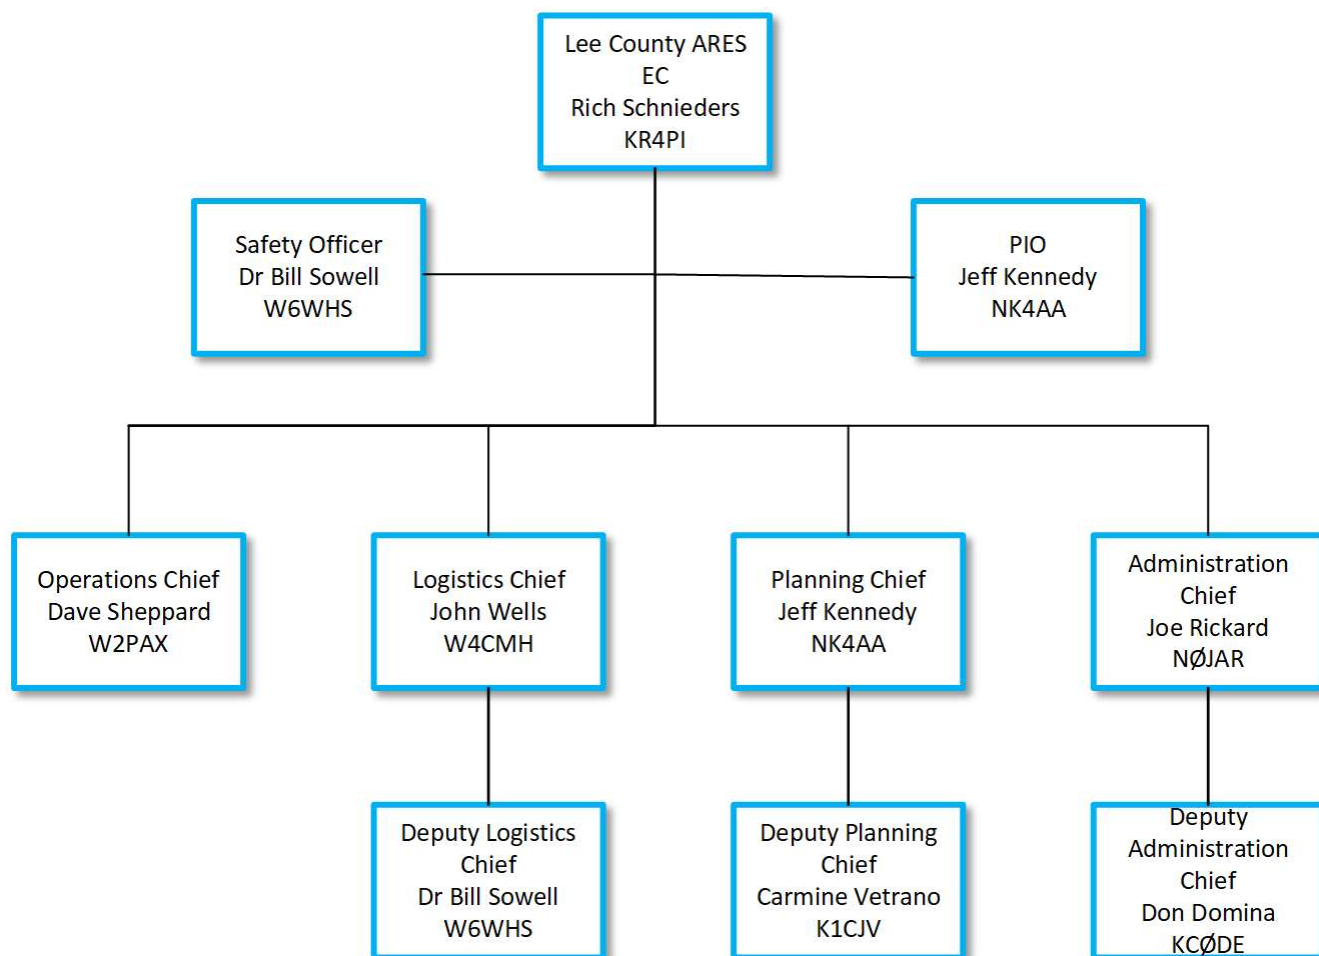 Lee County ARES
EC
Rich Schnieders
KR4PI
Safety Officer
Dr Bill Sowell
W6WHS
PIO
Jeff Kennedy
NK4AA
Operations Chief
Dave Sheppard
W2PAX
Logistics Chief
John Wells
W4CMH
Planning Chief
Jeff Kennedy
NK4AA
Administration
Chief
Joe Rickard
NØJAR
Deputy Logistics
Chief
Dr Bill Sowell
W6WHS
Deputy Planning
Chief
Carmine Vetrano
K1CJV
Deputy
Administration
Chief
Don Domina
KCØDE